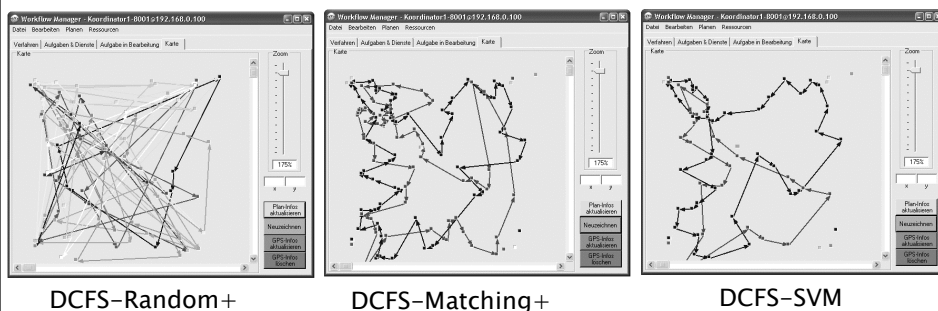 Workflow Manager - Koordinator1-8001@192.168.0.100
Datei Bearbeiten Planen Ressourcen
Verfahren Aufgaben & Dienste Aufgabe in Bearbeitung Karte
Karte
Zoom
175%
x y
Plan-Infos
aktualisieren
Neuzeichnen
GPS-Infos
aktualisieren
GPS-Infos
löschen
DCFS-Random+
Workflow Manager - Koordinator1-8001@192.168.0.100
Datei Bearbeiten Planen Ressourcen
Verfahren Aufgaben & Dienste Aufgabe in Bearbeitung Karte
Karte
Zoom
175%
x y
Plan-Infos
aktualisieren
Neuzeichnen
GPS-Infos
aktualisieren
GPS-Infos
löschen
DCFS-Matching+
Workflow Manager - Koordinator1-8001@192.168.0.100
Datei Bearbeiten Planen Ressourcen
Verfahren Aufgaben & Dienste Aufgabe in Bearbeitung Karte
Karte
Zoom
175%
x y
Plan-Infos
aktualisieren
Neuzeichnen
GPS-Infos
aktualisieren
GPS-Infos
löschen
DCFS-SVM